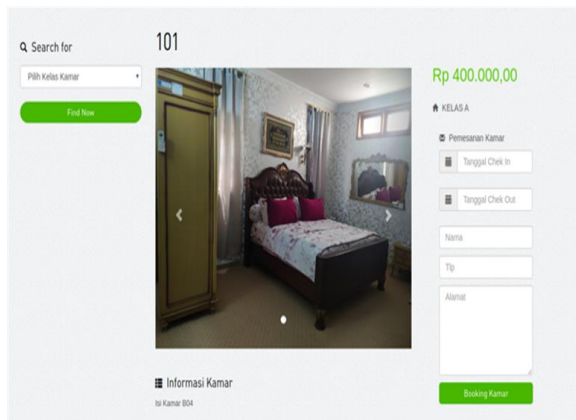 Search for
Pilih Kelas Kamar
Find Now
101
Rp 400.000,00
KELAS A
Pemesanan Kamar
Tanggal Chek In
Tanggal Chek Out
Nama
Tlp
Alamat
Booking Kamar
Informasi Kamar
Isi Kamar B04